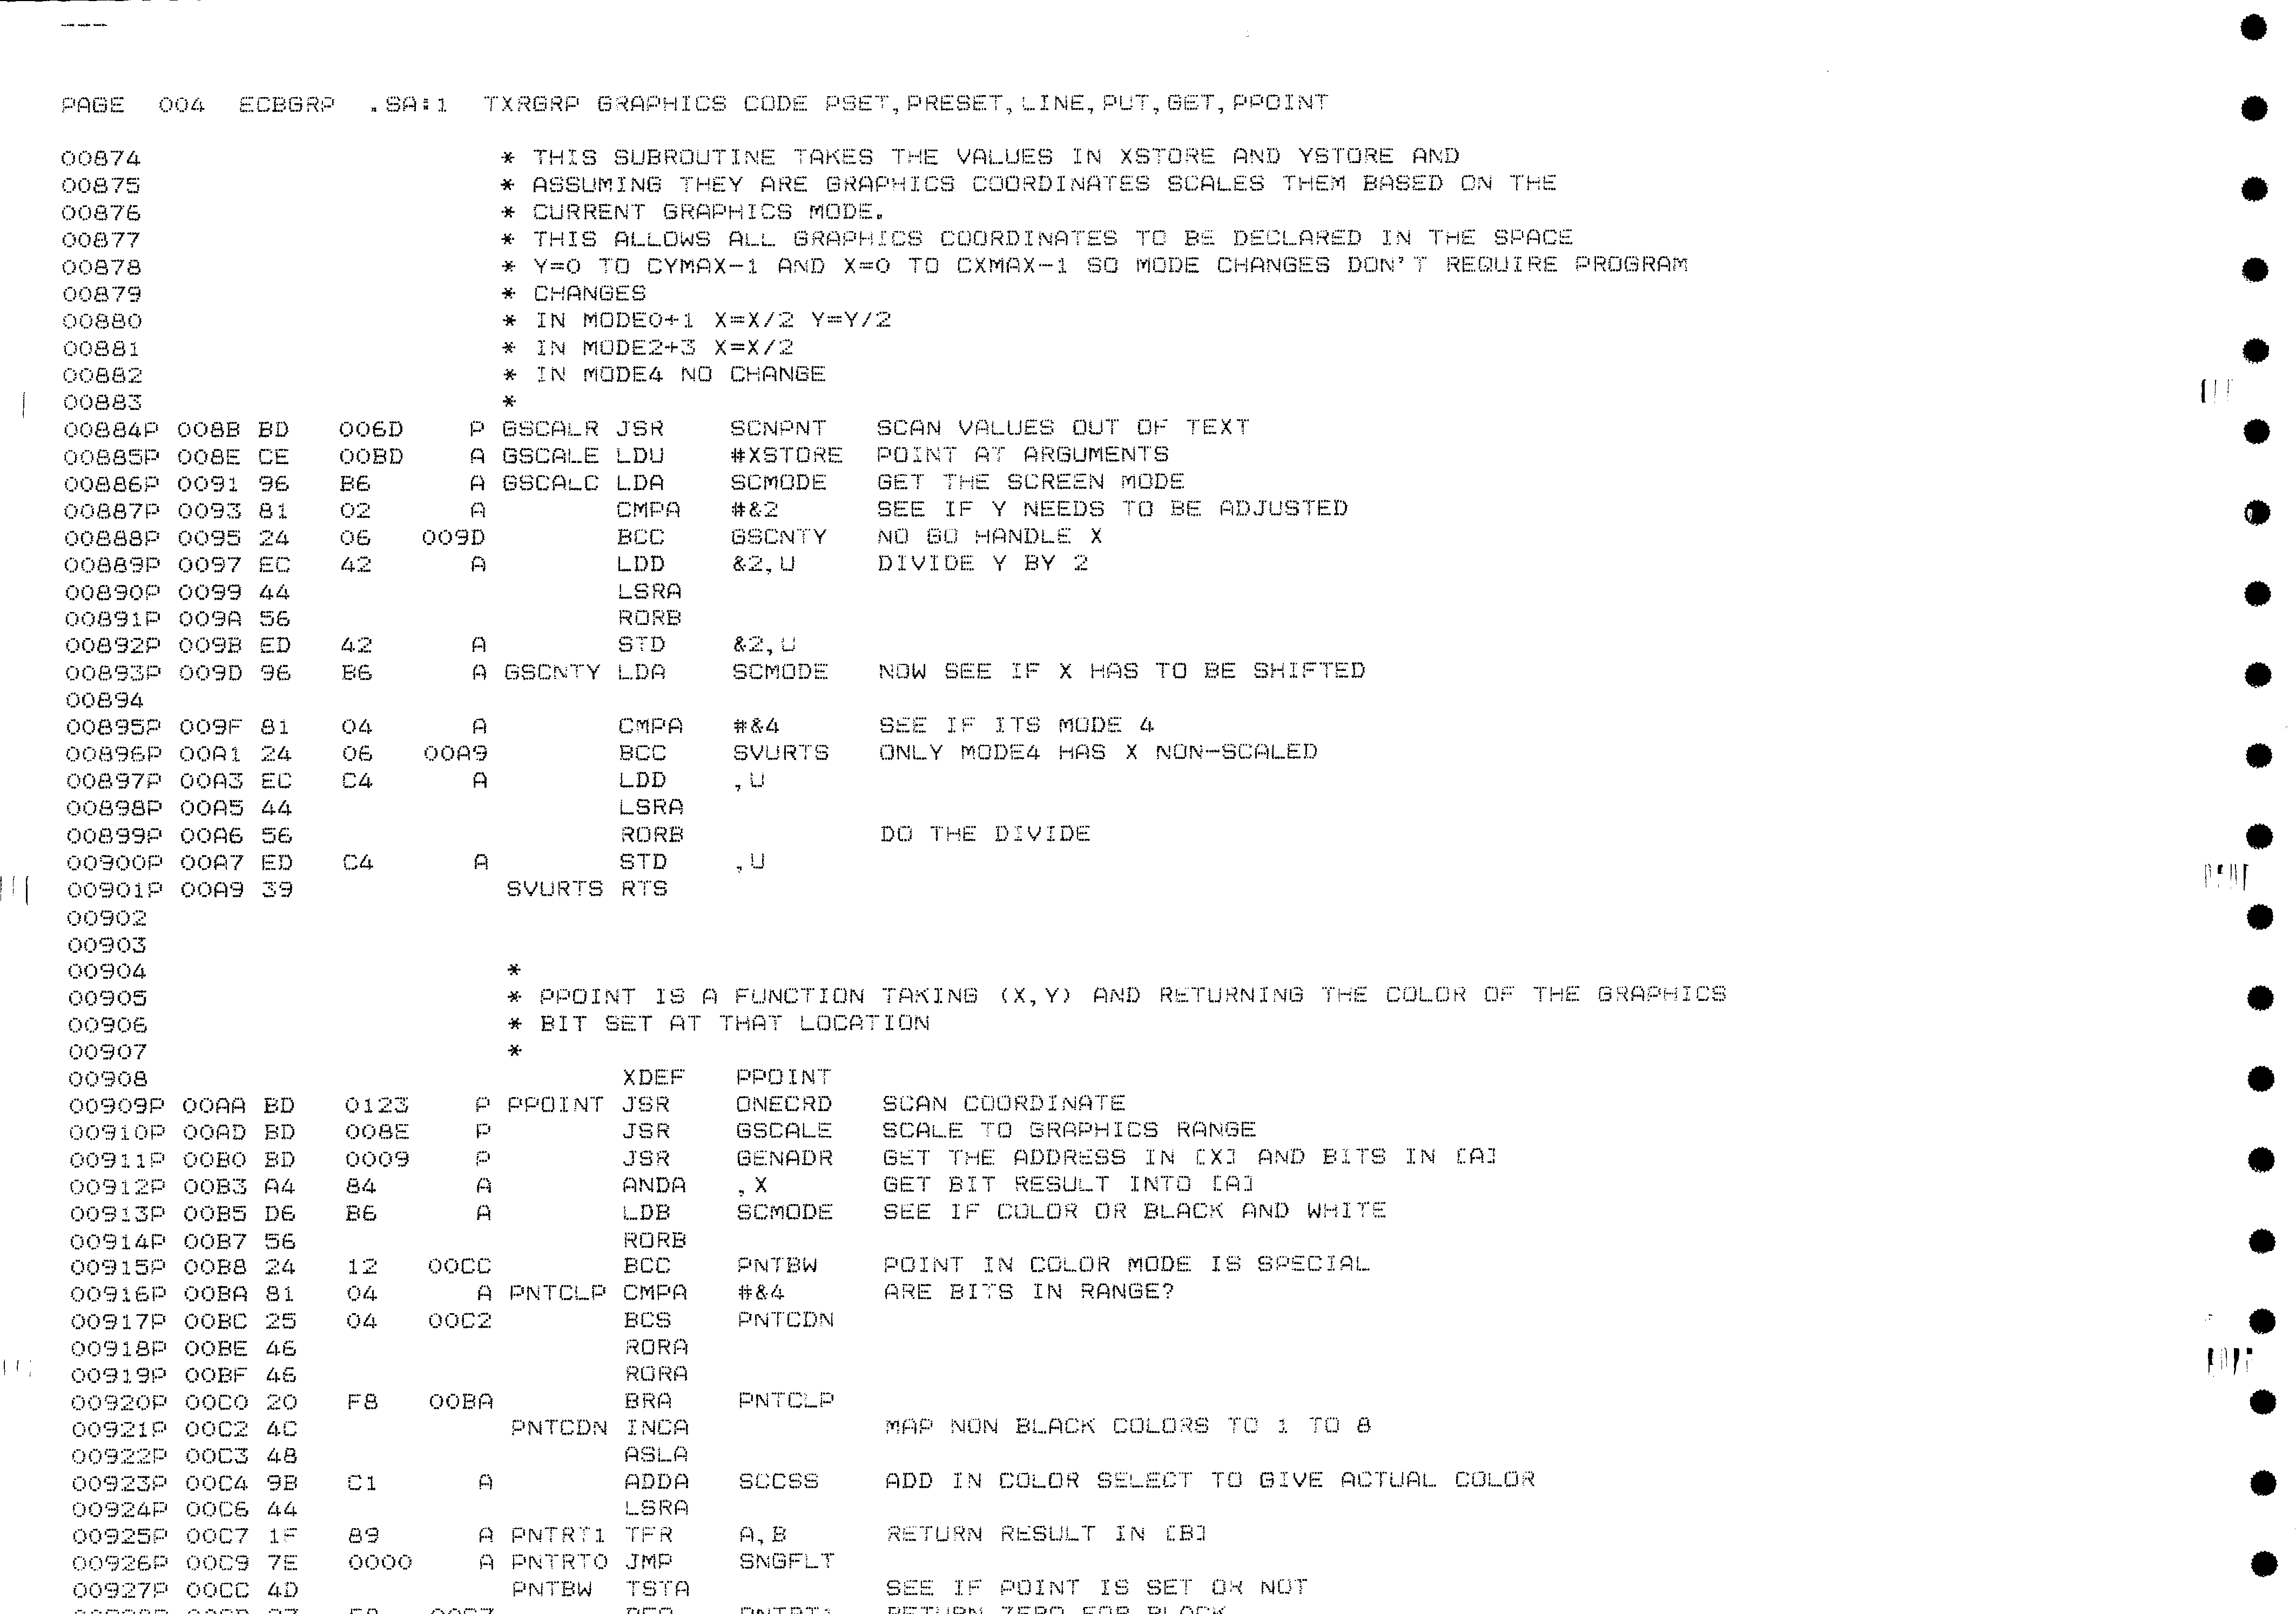 PAGE 004 ECBGRP .SA:1 TXRGRP GRAPHICS CODE PSET,PRESET,LINE,PUT,GET,PPOINT
00874 * THIS SUBROUTINE TAKES THE VALUES IN XSTORE AND YSTORE AND
00875 * ASSUMING THEY ARE GRAPHICS COORDINATES SCALES THEM BASED ON THE
00876 * CURRENT GRAPHICS MODE.
00877 * THIS ALLOWS ALL GRAPHICS COORDINATES TO BE DECLARED IN THE SPACE
00878 * Y=0 TO CYMAX-1 AND X=0 TO CXMAX-1 SO MODE CHANGES DON'T REQUIRE PROGRAM
00879 * CHANGES
00880 * IN MODE0+1 X=X/2 Y=Y/2
00881 * IN MODE2+3 X=X/2
00882 * IN MODE4 NO CHANGE
00883 *
00884P 008B BD 006D P GSCALR JSR SCNPNT SCAN VALUES OUT OF TEXT
00885P 008E CE 00BD A GSCALE LDU #XSTORE POINT AT ARGUMENTS
00886P 0091 96 B6 A GSCALC LDA SCMODE GET THE SCREEN MODE
00887P 0093 81 02 A CMPA #&2 SEE IF Y NEEDS TO BE ADJUSTED
00888P 0095 24 06 009D BCC GSCNTY NO GO HANDLE X
00889P 0097 EC 42 A LDD &2,U DIVIDE Y BY 2
00890P 0099 44 LSRA
00891P 009A 56 RORB
00892P 009B ED 42 A STD &2,U
00893P 009D 96 B6 A GSCNTY LDA SCMODE NOW SEE IF X HAS TO BE SHIFTED
00894
00895P 009F 81 04 A CMPA #&4 SEE IF ITS MODE 4
00896P 00A1 24 06 00A9 BCC SVURTS ONLY MODE4 HAS X NON-SCALED
00897P 00A3 EC C4 A LDD ,U
00898P 00A5 44 LSRA
00899P 00A6 56 RORB DO THE DIVIDE
00900P 00A7 ED C4 A STD ,U
00901P 00A9 39 SVURTS RTS
00902
00903
00904 *
00905 * PPOINT IS A FUNCTION TAKING (X,Y) AND RETURNING THE COLOR OF THE GRAPHICS
00906 * BIT SET AT THAT LOCATION
00907 *
00908 XDEF PPOINT
00909P 00AA BD 0123 P PPOINT JSR ONECRD SCAN COORDINATE
00910P 00AD BD 008E P JSR GSCALE SCALE TO GRAPHICS RANGE
00911P 00B0 BD 0009 P JSR GENADR GET THE ADDRESS IN [X] AND BITS IN [A]
00912P 00B3 A4 84 A ANDA ,X GET BIT RESULT INTO [A]
00913P 00B5 D6 B6 A LDB SCMODE SEE IF COLOR OR BLACK AND WHITE
00914P 00B7 56 RORB
00915P 00B8 24 12 00CC BCC PNTBW POINT IN COLOR MODE IS SPECIAL
00916P 00BA 81 04 A PNTCLP CMPA #&4 ARE BITS IN RANGE?
00917P 00BC 25 04 00C2 BCS PNTCDN
00918P 00BE 46 RORA
00919P 00BF 46 RORA
00920P 00C0 20 F8 00BA BRA PNTCLP
00921P 00C2 4C PNTCDN INCA MAP NON BLACK COLORS TO 1 TO 8
00922P 00C3 48 ASLA
00923P 00C4 9B C1 A ADDA SCCSS ADD IN COLOR SELECT TO GIVE ACTUAL COLOR
00924P 00C6 44 LSRA
00925P 00C7 1F 89 A PNTRT1 TFR A,B RETURN RESULT IN [B]
00926P 00C9 7E 0000 A PNTRTO JMP SNGFLT
00927P 00CC 4D PNTBW TSTA SEE IF POINT IS SET OR NOT
RETURN ZERO FOR BLACK